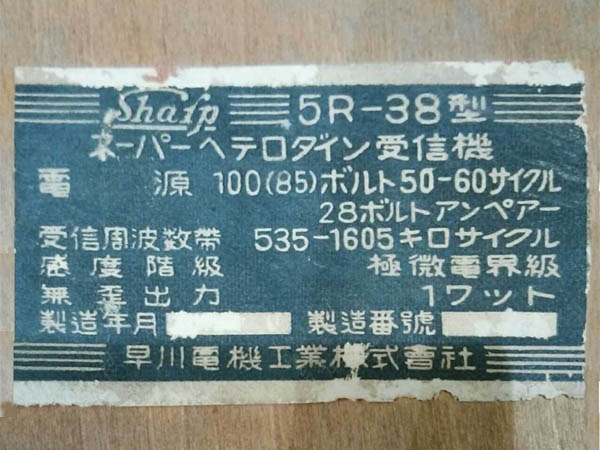 Sharp 5R-38型
スーパーヘテロダイン受信機
電源 100(85)ボルト50-60サイクル
28ボルトアンペアー
受信周波数帯 535-1605キロサイクル
感度階級 極微電界級
無歪出力 1ワット
製造年月 製造番號
早川電機工業株式會社